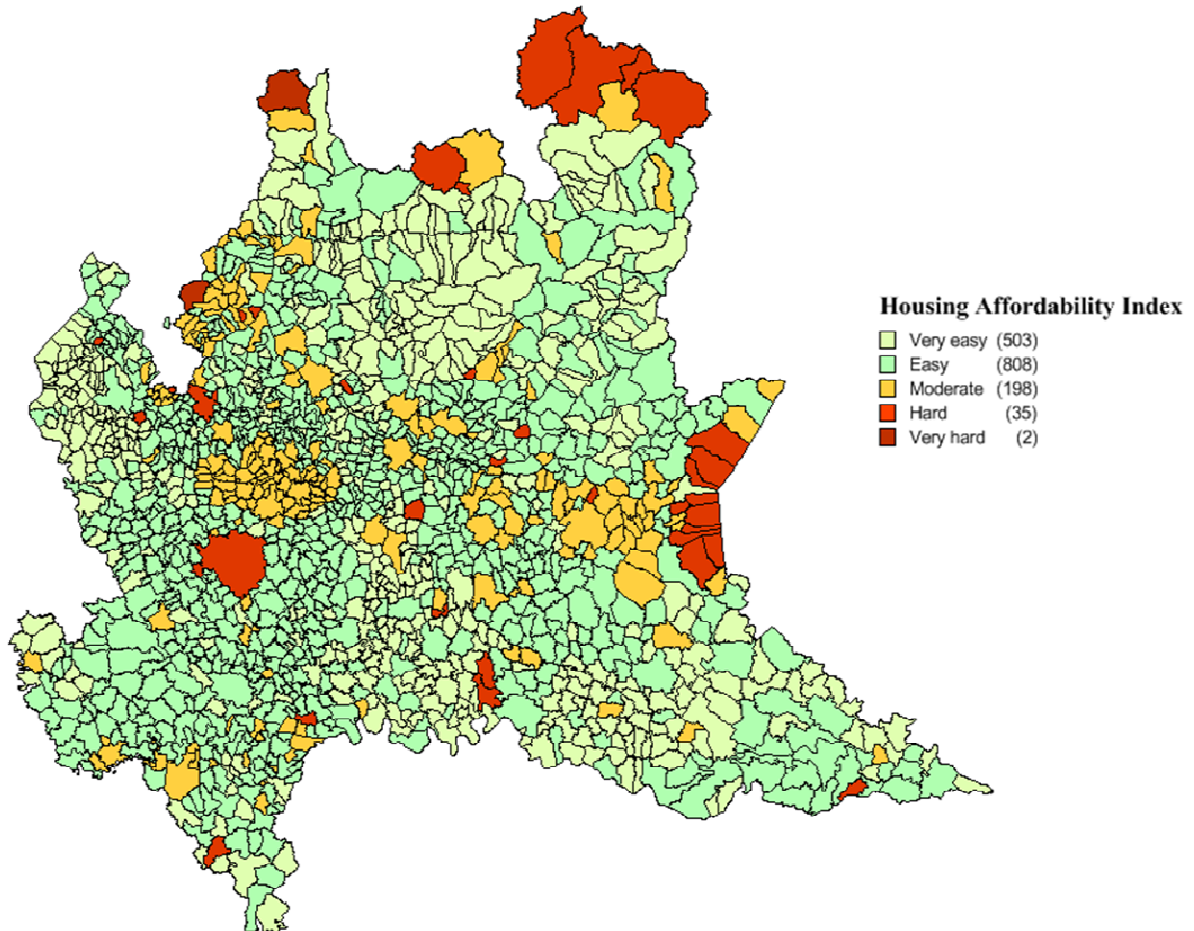 Housing Affordability Index
Very easy (503)
Easy (808)
Moderate (198)
Hard (35)
Very hard (2)